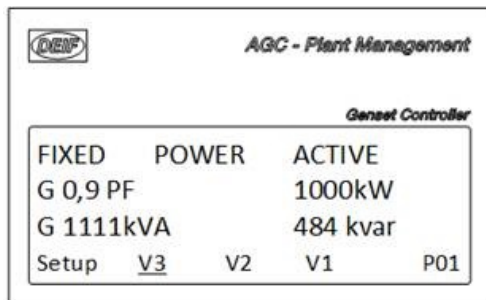 DEIF
AGC - Plant Management
Genset Controller
FIXED POWER ACTIVE
G 0,9 PF 1000kW
G 1111kVA 484 kvar
Setup V3 V2 V1 P01